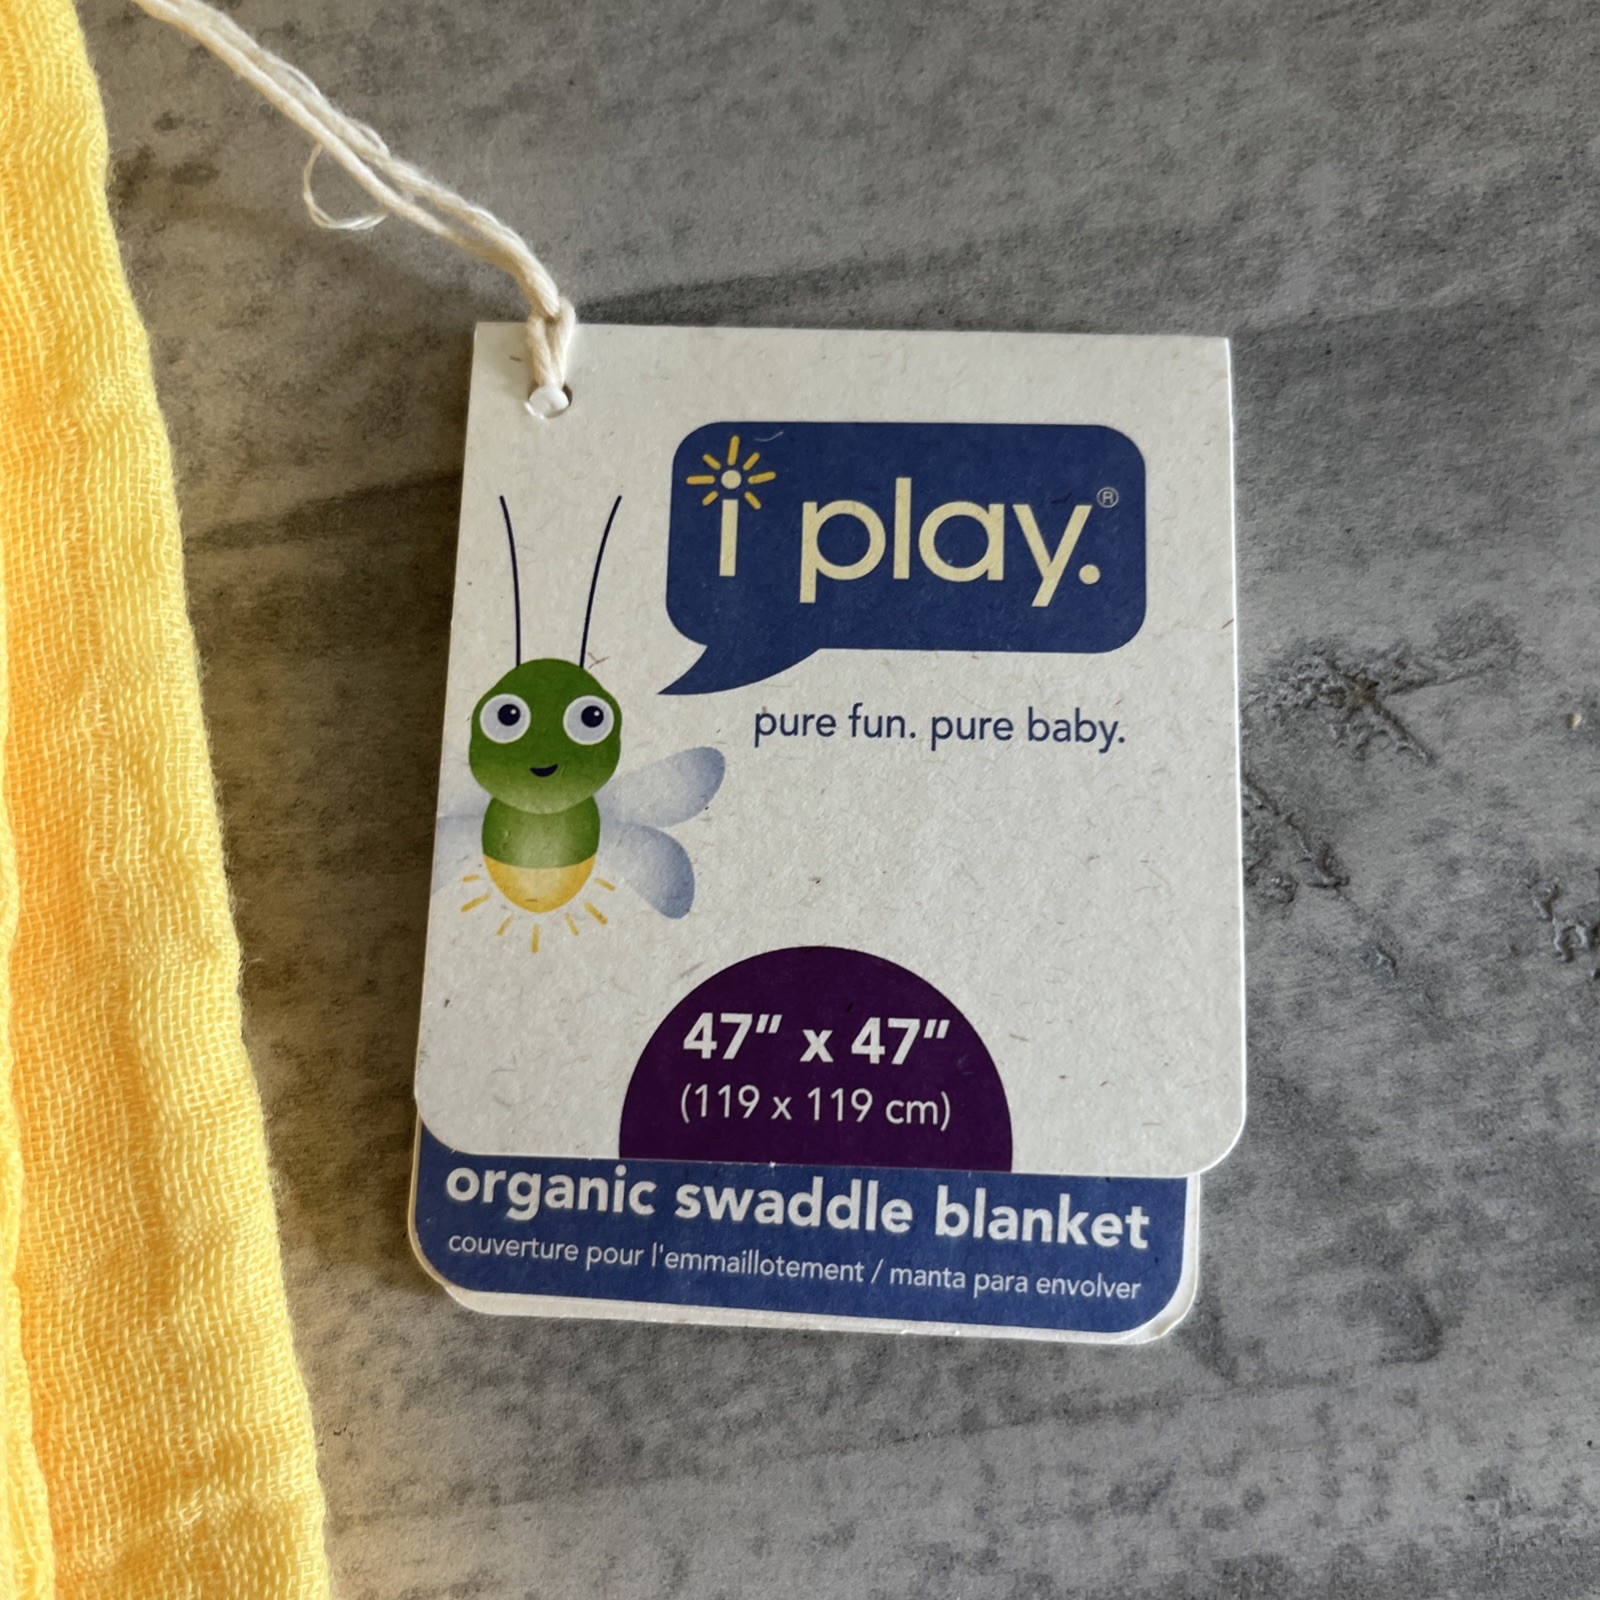 i play.®
pure fun. pure baby.
47" x 47"
(119 x 119 cm)
organic swaddle blanket
couverture pour l'emmaillotement / manta para envolver